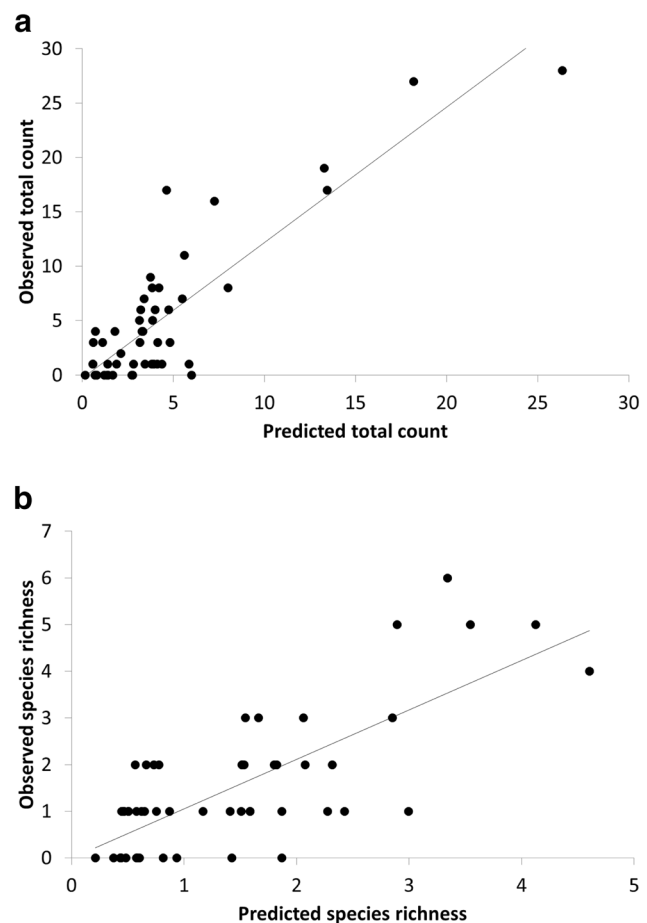 a
30
25
20
15
10
5
0
Observed total count
0 5 10 15 20 25 30
Predicted total count
b
7
6
5
4
3
2
1
0
Observed species richness
0 1 2 3 4 5
Predicted species richness